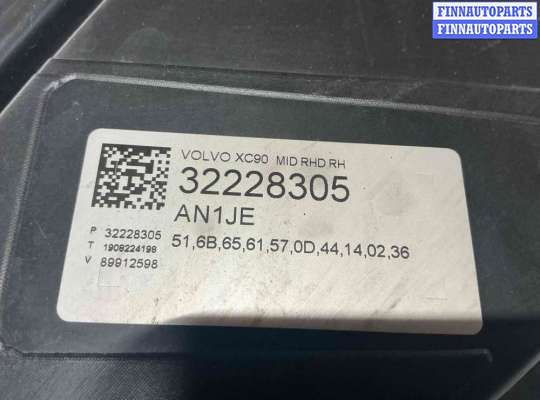 FINNAUTOPARTS
FINNAUTOPARTS
VOLVO XC90 MID RHD RH
32228305
AN1JE
51,6B,65,61,57,0D,44,14,02,36
P 32228305
T 1908224198
V 89912598